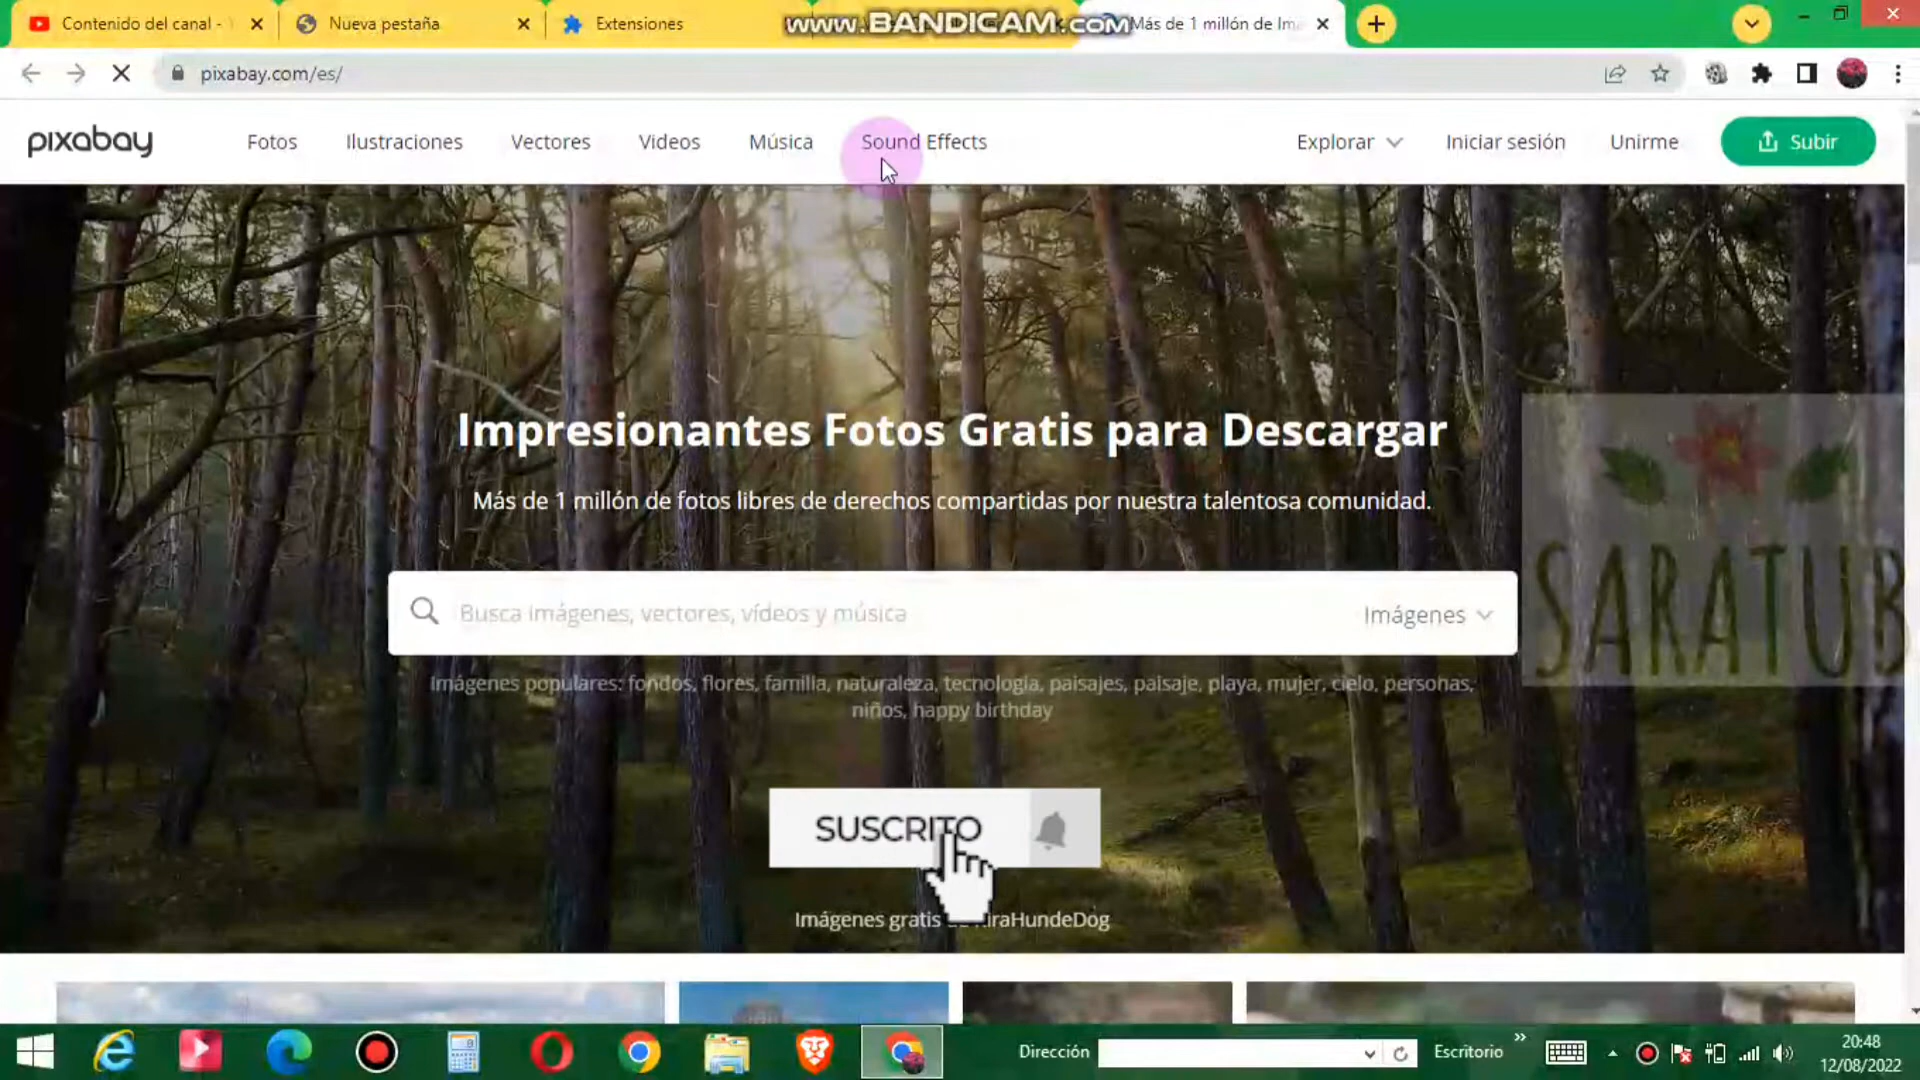 Contenido del canal -
Nueva pestaña
Extensiones
www.BANDICAM.com
Más de 1 millón de Im
pixabay.com/es/
pixabay
Fotos
Ilustraciones
Vectores
Videos
Música
Sound Effects
Explorar
Iniciar sesión
Unirme
Subir
Impresionantes Fotos Gratis para Descargar
Más de 1 millón de fotos libres de derechos compartidas por nuestra talentosa comunidad.
Busca imágenes, vectores, vídeos y música
Imágenes
SARATUB
Imágenes populares: fondos, flores, familia, naturaleza, tecnología, paisajes, paisaje, playa, mujer, cielo, personas,
niños, happy birthday
SUSCRITO
Imágenes gratis iraHundeDog
Dirección
Escritorio
20:48
12/08/2022